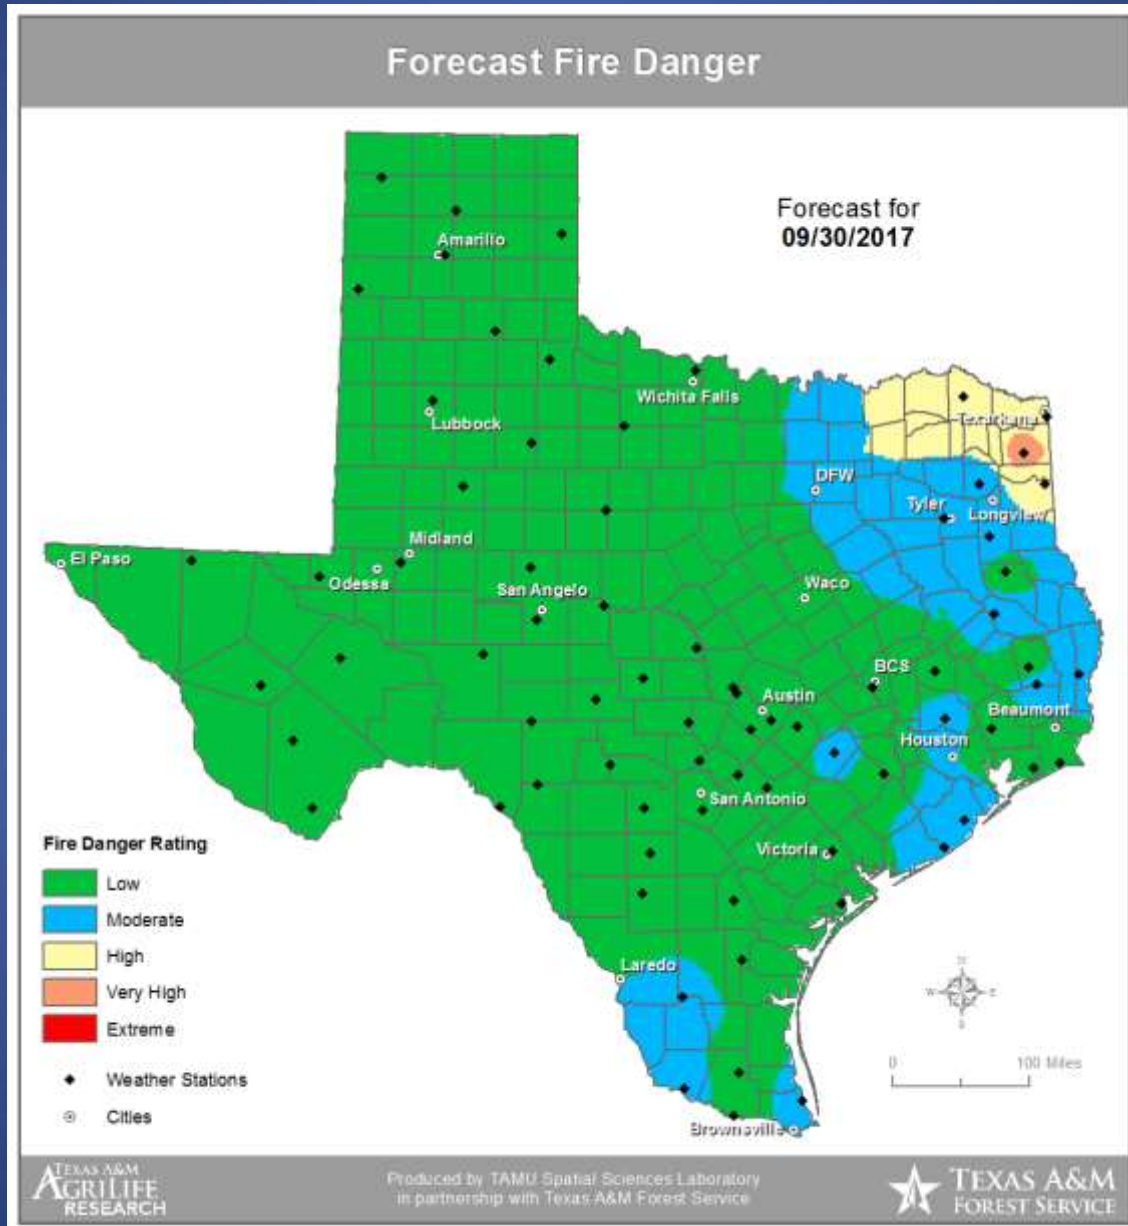 Forecast Fire Danger
Forecast for
09/30/2017
Amarillo
Wichita Falls
Lubbock
Texarkana
DFW
Tyler
Longview
Midland
El Paso
Odessa
San Angelo
Waco
BCS
Austin
Beaumont
Houston
San Antonio
Victoria
Laredo
Brownsville
Fire Danger Rating
Low
Moderate
High
Very High
Extreme
Weather Stations
Cities
N
W E
S
0 100 Miles
TEXAS A&M
AGRILIFE
RESEARCH
Produced by TAMU Spatial Sciences Laboratory
in partnership with Texas A&M Forest Service
TEXAS A&M
FOREST SERVICE